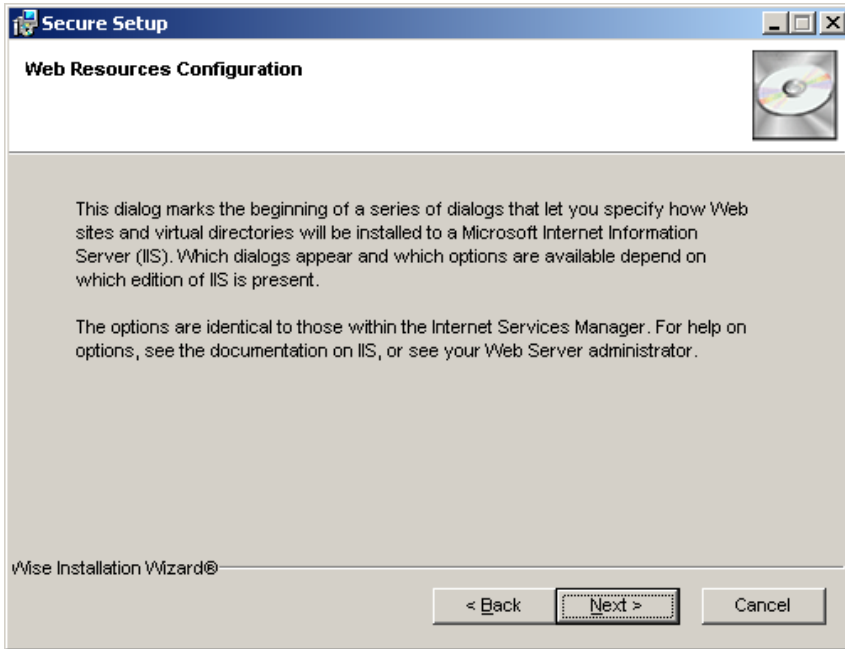 Secure Setup
Web Resources Configuration
This dialog marks the beginning of a series of dialogs that let you specify how Web
sites and virtual directories will be installed to a Microsoft Internet Information
Server (IIS). Which dialogs appear and which options are available depend on
which edition of IIS is present.
The options are identical to those within the Internet Services Manager. For help on
options, see the documentation on IIS, or see your Web Server administrator.
Wise Installation Wizard®
< Back Next > Cancel